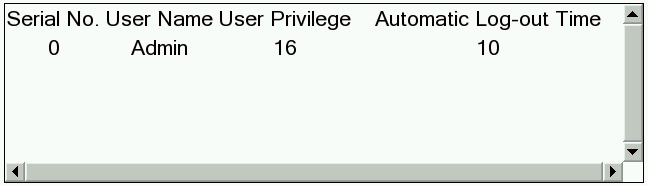 Serial No. User Name User Privilege Automatic Log-out Time
0 Admin 16 10